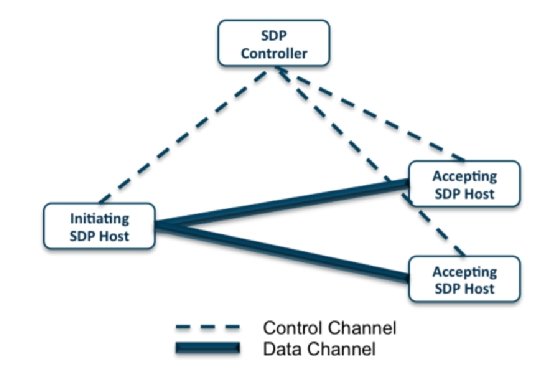 SDP
Controller
Accepting
SDP Host
Initiating
SDP Host
Accepting
SDP Host
Control Channel
Data Channel